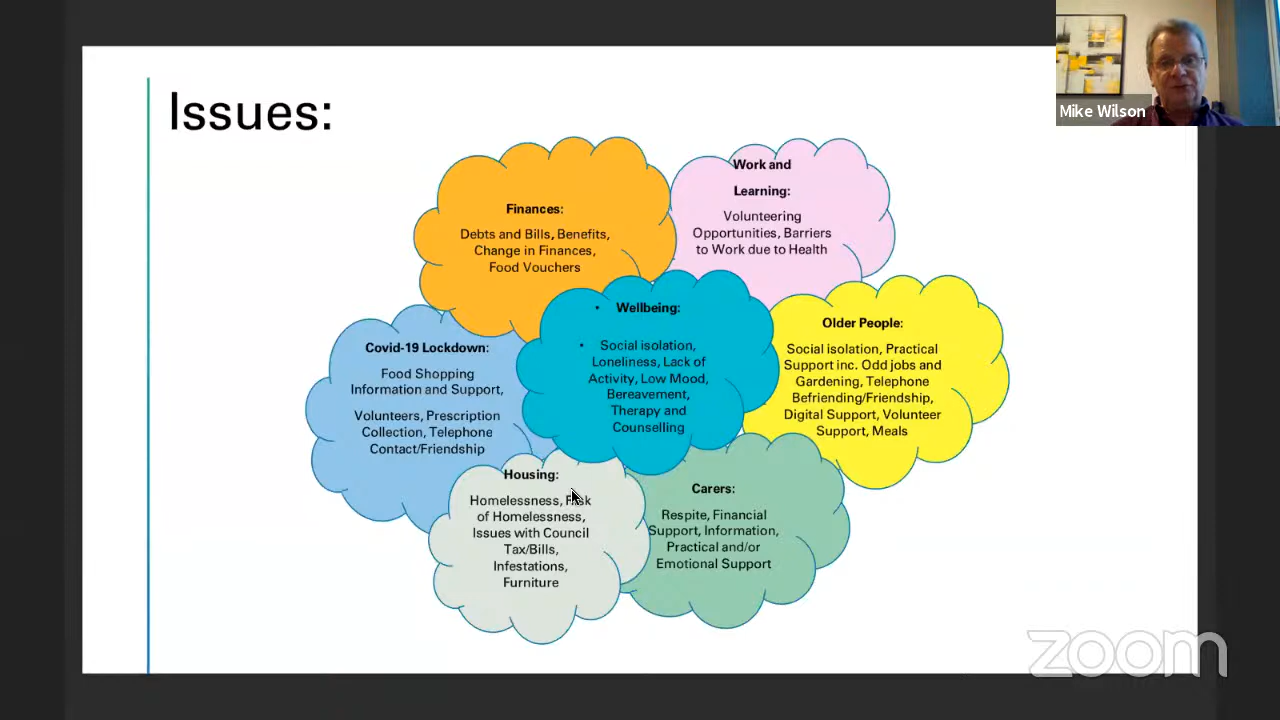 Issues:
Mike Wilson
Finances:
Debts and Bills, Benefits,
Change in Finances,
Food Vouchers
Work and
Learning:
Volunteering
Opportunities, Barriers
to Work due to Health
• Wellbeing:
• Social isolation,
Loneliness, Lack of
Activity, Low Mood,
Bereavement,
Therapy and
Counselling
Older People:
Social isolation, Practical
Support inc. Odd jobs and
Gardening, Telephone
Befriending/Friendship,
Digital Support, Volunteer
Support, Meals
Covid-19 Lockdown:
Food Shopping
Information and Support,
Volunteers, Prescription
Collection, Telephone
Contact/Friendship
Housing:
Homelessness, Risk
of Homelessness,
Issues with Council
Tax/Bills,
Infestations,
Furniture
Carers:
Respite, Financial
Support, Information,
Practical and/or
Emotional Support
zoom